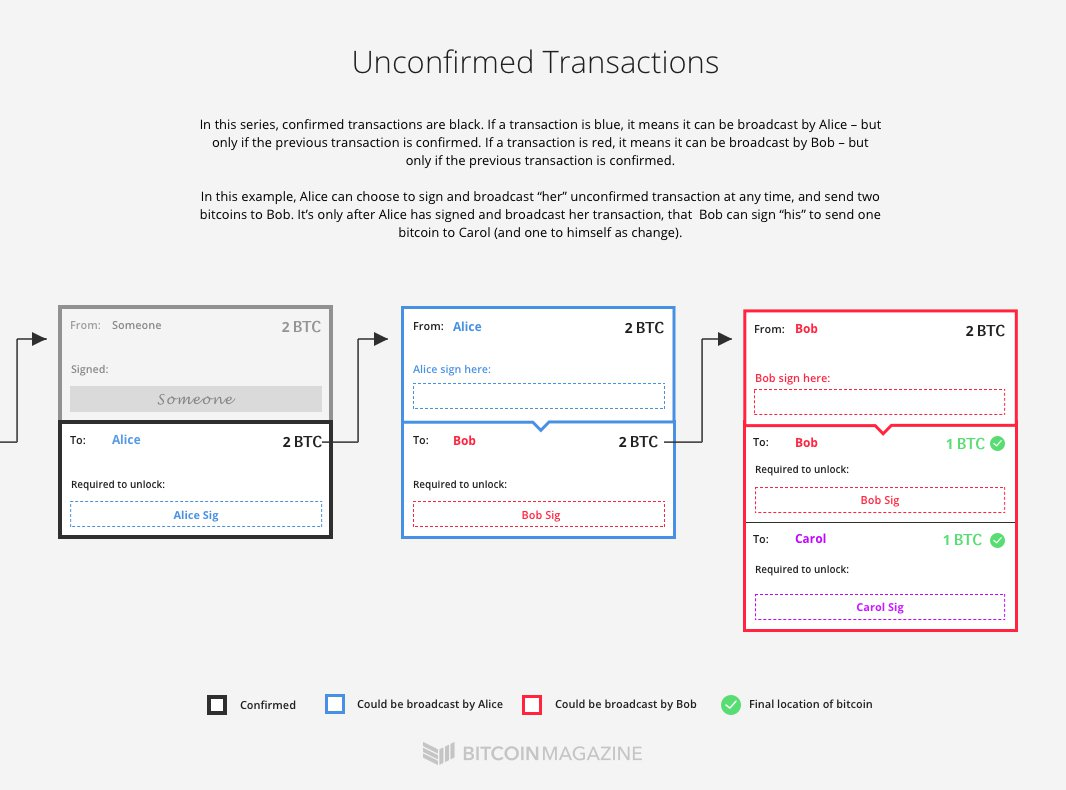 Unconfirmed Transactions
In this series, confirmed transactions are black. If a transaction is blue, it means it can be broadcast by Alice – but
only if the previous transaction is confirmed. If a transaction is red, it means it can be broadcast by Bob – but
only if the previous transaction is confirmed.
In this example, Alice can choose to sign and broadcast “her” unconfirmed transaction at any time, and send two
bitcoins to Bob. It’s only after Alice has signed and broadcast her transaction, that  Bob can sign “his” to send one
bitcoin to Carol (and one to himself as change).
From: Someone 2 BTC
Signed:
Someone
To: Alice 2 BTC
Required to unlock:
Alice Sig
From: Alice 2 BTC
Alice sign here:
To: Bob 2 BTC
Required to unlock:
Bob Sig
From: Bob 2 BTC
Bob sign here:
To: Bob 1 BTC
Required to unlock:
Bob Sig
To: Carol 1 BTC
Required to unlock:
Carol Sig
Confirmed
Could be broadcast by Alice
Could be broadcast by Bob
Final location of bitcoin
BITCOINMAGAZINE